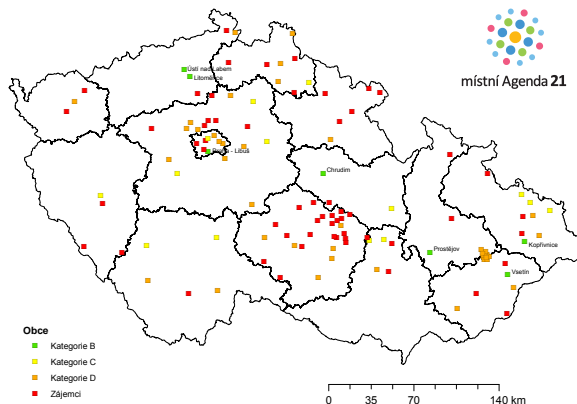 místní Agenda 21
Ústí nad Labem
Litoměřice
Praha - Libuš
Chrudim
Prostějov
Kopřivnice
Vsetín
Obce
Kategorie B
Kategorie C
Kategorie D
Zájemci
0 35 70 140 km